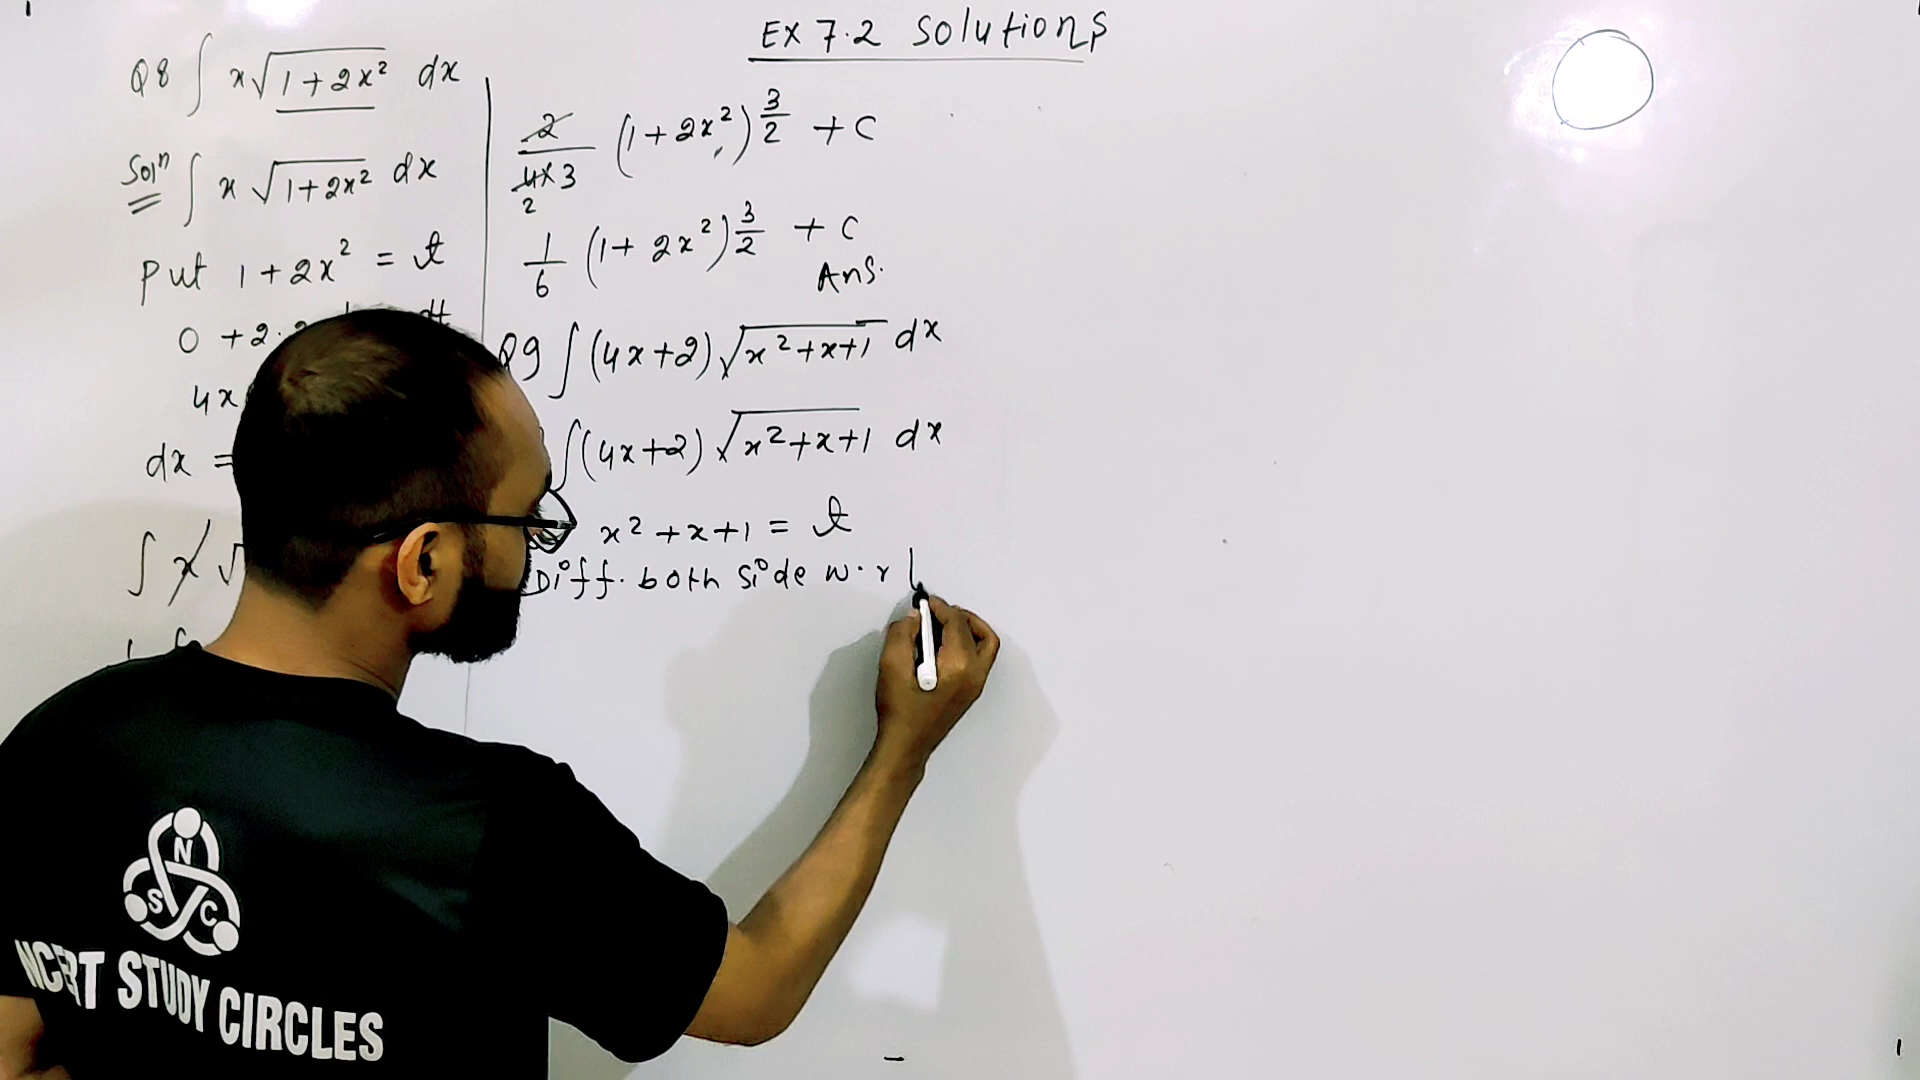 EX 7.2 Solutions
Q8 ∫ x√(1+2x²) dx
Solⁿ ∫ x √(1+2x²) dx
Put 1+2x² = t
0 + 2·
4x
dx =
∫ x √
2/(4×3) (1+2x²)^(3/2) + C
2
1/6 (1+2x²)^(3/2) + C
Ans.
Q9 ∫(4x+2)√(x²+x+1) dx
∫(4x+2)√(x²+x+1) dx
x²+x+1 = t
Diff. both side w.r
N
S C
NCERT STUDY CIRCLES